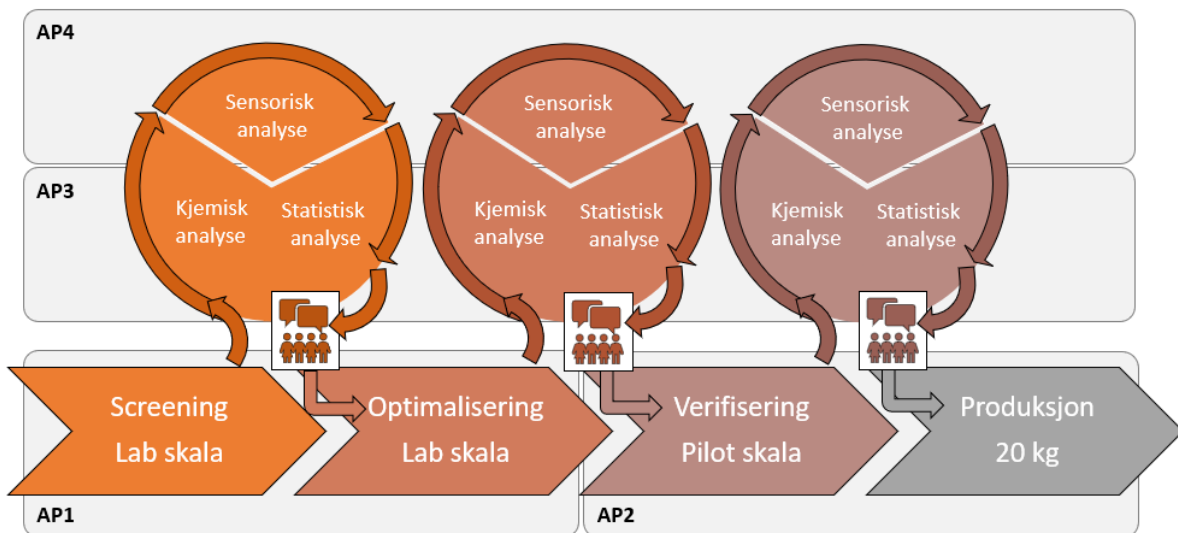 AP4
Sensorisk
analyse
Sensorisk
analyse
Sensorisk
analyse
AP3
Kjemisk
analyse
Statistisk
analyse
Kjemisk
analyse
Statistisk
analyse
Kjemisk
analyse
Statistisk
analyse
Screening
Lab skala
Optimalisering
Lab skala
Verifisering
Pilot skala
Produksjon
20 kg
AP1
AP2